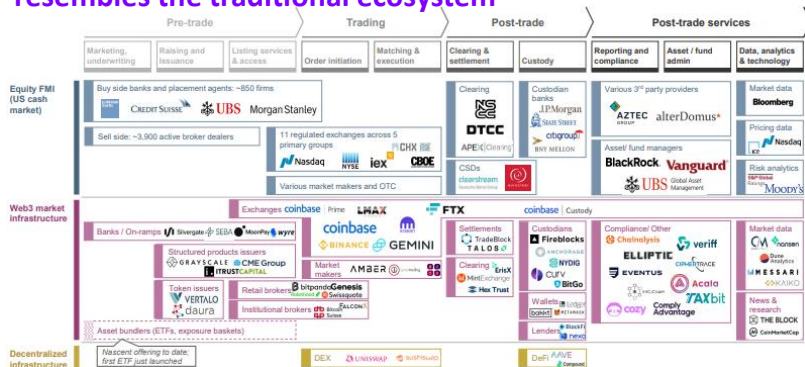 resembles the traditional ecosystem
Pre-trade
Trading
Post-trade
Post-trade services
Marketing, underwriting
Raising and Issuance
Listing services & access
Order initiation
Matching & execution
Clearing & settlement
Custody
Reporting and compliance
Asset / fund admin
Data, analytics & technology
Equity FMI
(US cash
market)
Buy side banks and placement agents: ~850 firms
CREDIT SUISSE
UBS
Morgan Stanley
Sell side: ~3,900 active broker dealers
11 regulated exchanges across 5
primary groups
CHX
Nasdaq
NYSE
iex
CBOE
Various market makers and OTC
Clearing
NSCC
DTCC
APEX Clearing
CSDs
clearstream
Custodian
banks
J.P.Morgan
STATE STREET
citigroup
BNY MELLON
Various 3rd party providers
AZTEC
GROUP
alterDomus*
Asset/ fund managers
BlackRock
Vanguard
UBS Global Asset
Management
Market data
Bloomberg
Pricing data
ice
Nasdaq
Risk analytics
S&P Global
Ratings
Moody's
Web3 market
infrastructure
Exchanges
coinbase | Prime
LMAX
FTX
coinbase | Custody
Banks / On-ramps
Silvergate
SEBA
MoonPay
wyre
coinbase
BINANCE
GEMINI
Structured products issuers
GRAYSCALE
CME Group
ITRUSTCAPITAL
Market
makers
AMBER
Token issuers
VERTALO
daura
Retail brokers
bitpanda
Genesis
Swissquote
Institutional brokers
Bitcoin
Suisse
FALCON
Asset bundlers (ETFs, exposure baskets)
Settlements
TradeBlock
TALOS
Clearing
ErisX
MintExchange
Hex Trust
Custodians
Fireblocks
ANCHORAGE
NYDIG
CURV
BitGo
Wallets
Ledger
bakkt
METAMASK
Lenders
BlockFi
nexo
Compliance/ Other
Chainalysis
veriff
ELLIPTIC
CIPHERTRACE
EVENTUS
Acala
TAXbit
cozy
Comply
Advantage
Market data
CM
nansen
Dune
Analytics
MESSARI
KAIKO
News &
research
THE BLOCK
CoinMarketCap
Decentralized
infrastructure
Nascent offering to date;
first ETF just launched
DEX
UNISWAP
SUSHISWAP
DeFi
AAVE
Compound